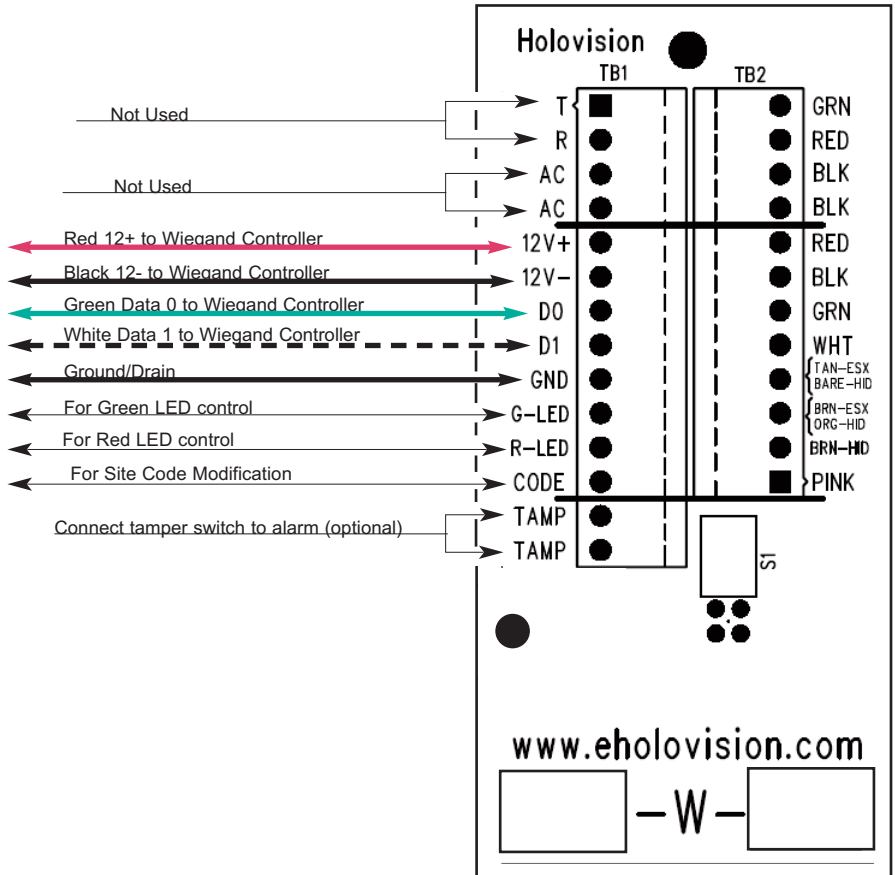 Holovision
TB1
TB2
Not Used
T
GRN
R
RED
Not Used
AC
BLK
AC
BLK
Red 12+ to Wiegand Controller
12V+
RED
Black 12- to Wiegand Controller
12V-
BLK
Green Data 0 to Wiegand Controller
D0
GRN
White Data 1 to Wiegand Controller
D1
WHT
Ground/Drain
GND
TAN-ESX
BARE-HID
For Green LED control
G-LED
BRN-ESX
ORG-HID
For Red LED control
R-LED
BRN-HID
For Site Code Modification
CODE
PINK
Connect tamper switch to alarm (optional)
TAMP
TAMP
S1
www.eholovision.com
-W-